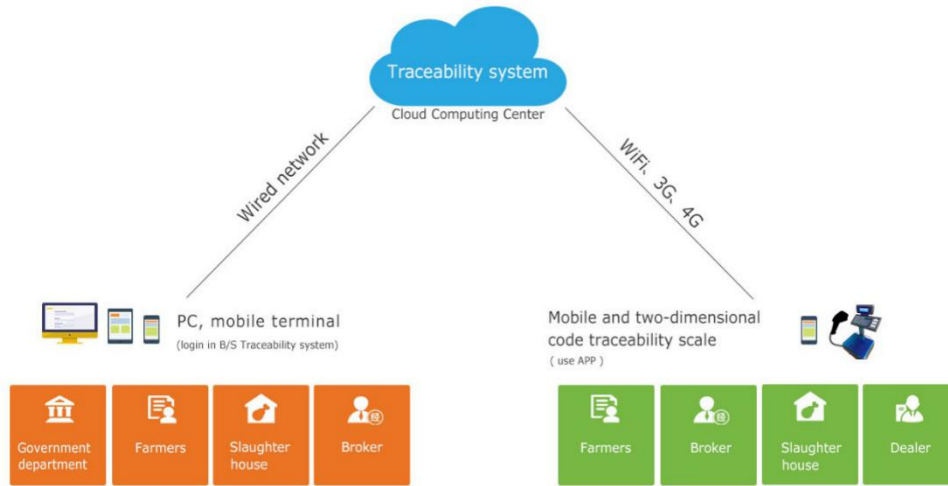 Traceability system
Cloud Computing Center
Wired network
WiFi、3G、4G
PC, mobile terminal
(login in B/S Traceability system)
Mobile and two-dimensional
code traceability scale
( use APP )
Government
department
Farmers
Slaughter
house
Broker
Farmers
Broker
Slaughter
house
Dealer